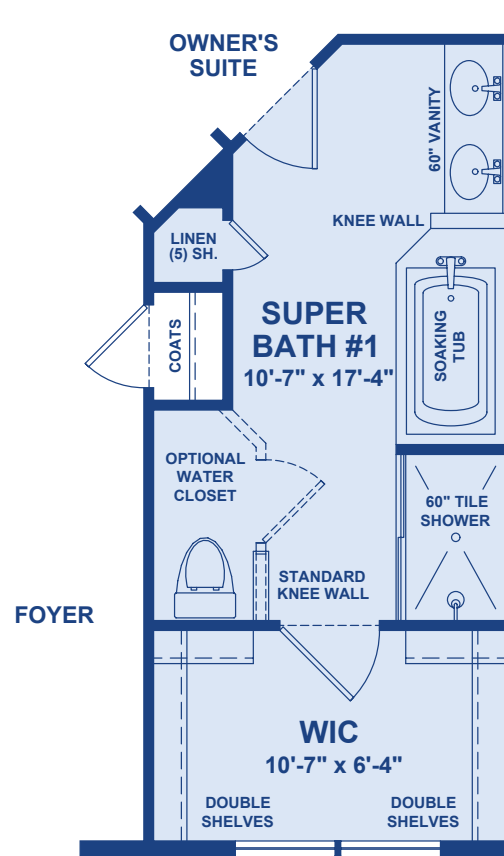 OWNER'S
SUITE
60" VANITY
KNEE WALL
LINEN
(5) SH.
SUPER
BATH #1
10'-7" x 17'-4"
COATS
SOAKING
TUB
OPTIONAL
WATER
CLOSET
60" TILE
SHOWER
STANDARD
KNEE WALL
FOYER
WIC
10'-7" x 6'-4"
DOUBLE
SHELVES
DOUBLE
SHELVES